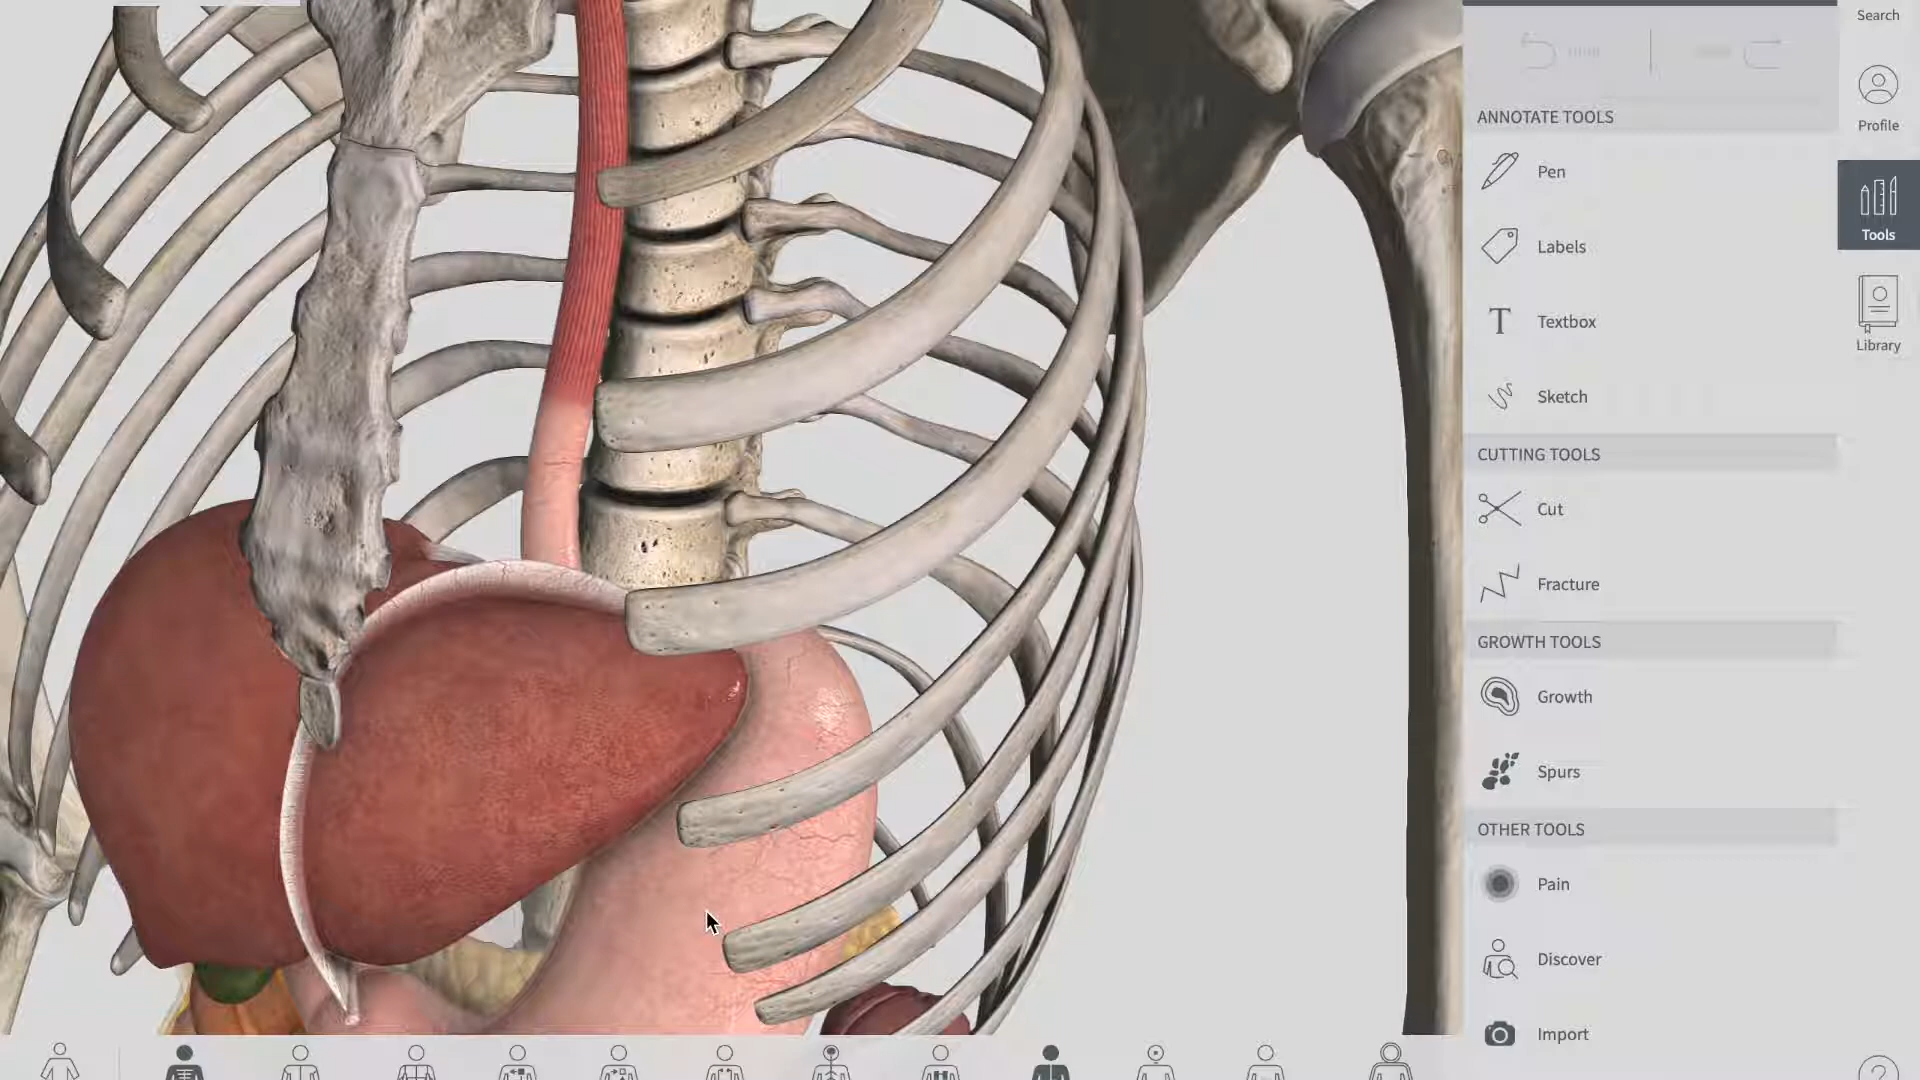 Search
Profile
Tools
Library
ANNOTATE TOOLS
Pen
Labels
Textbox
Sketch
CUTTING TOOLS
Cut
Fracture
GROWTH TOOLS
Growth
Spurs
OTHER TOOLS
Pain
Discover
Import